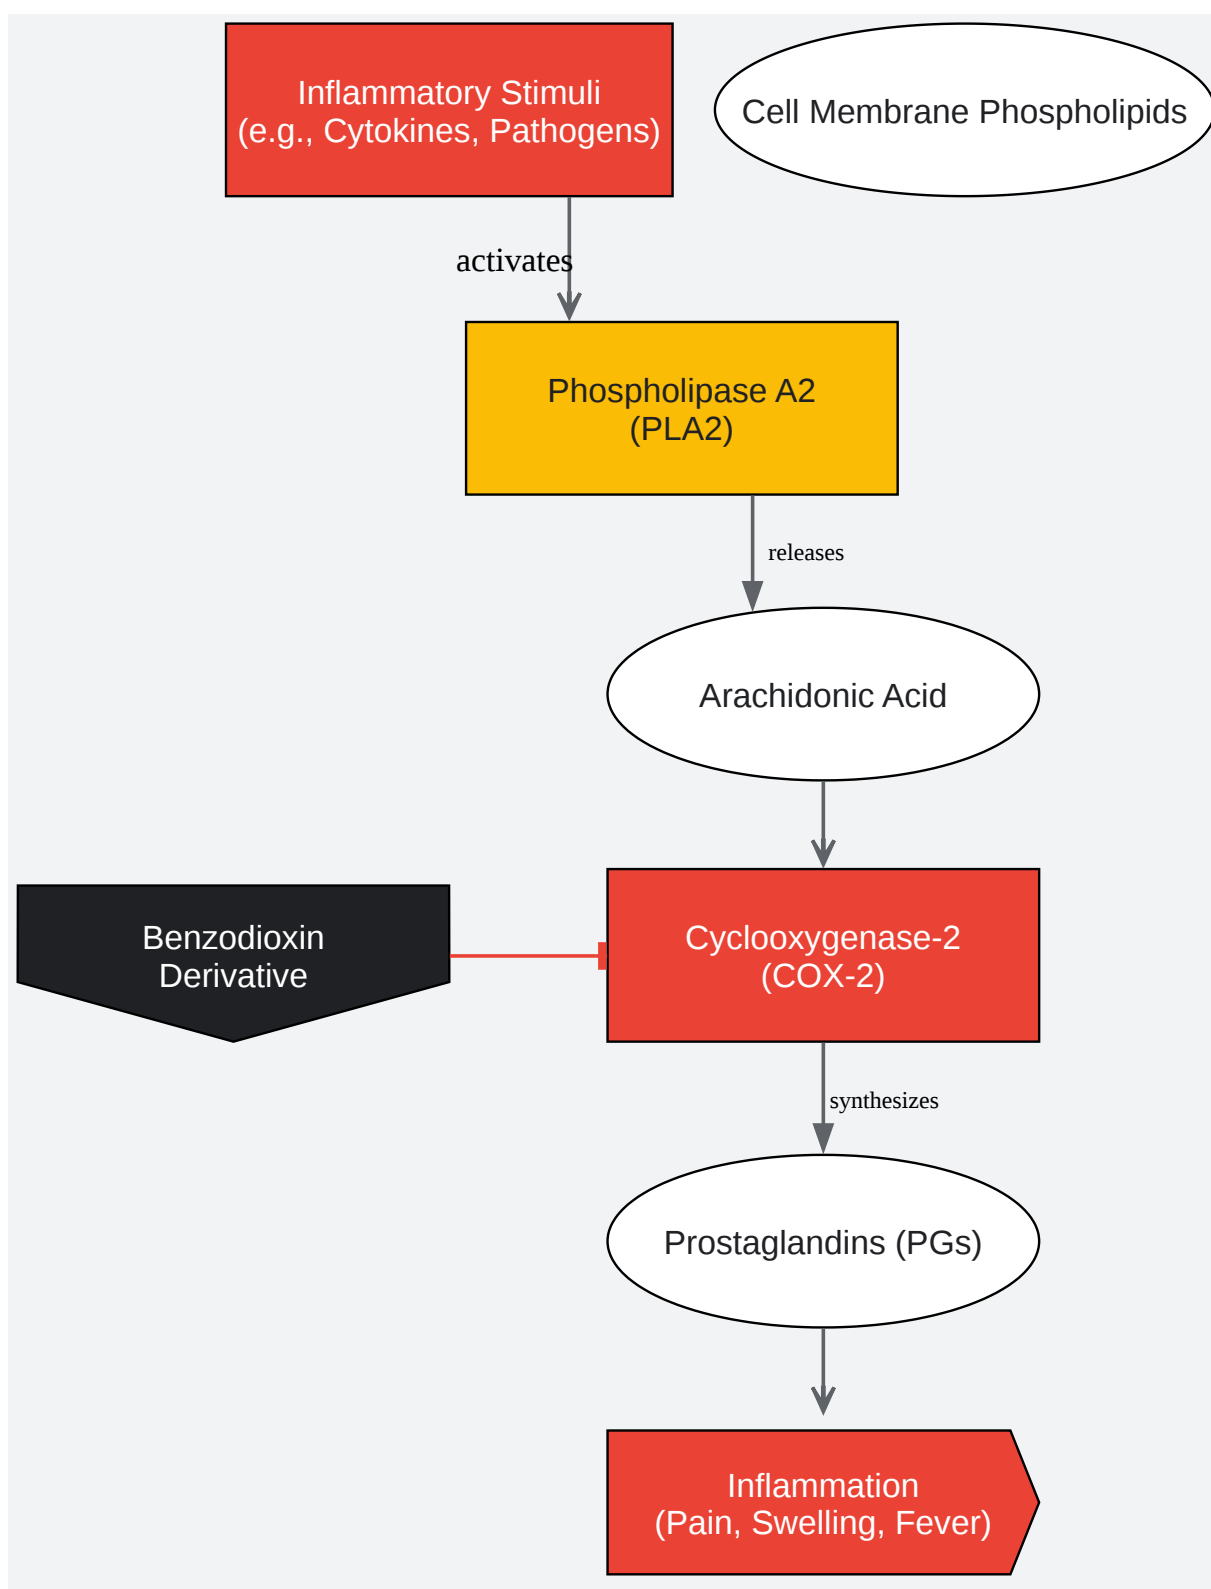 Inflammatory Stimuli
(e.g., Cytokines, Pathogens)
Cell Membrane Phospholipids
activates
Phospholipase A2
(PLA2)
releases
Arachidonic Acid
Benzodioxin
Derivative
Cyclooxygenase-2
(COX-2)
synthesizes
Prostaglandins (PGs)
Inflammation
(Pain, Swelling, Fever)